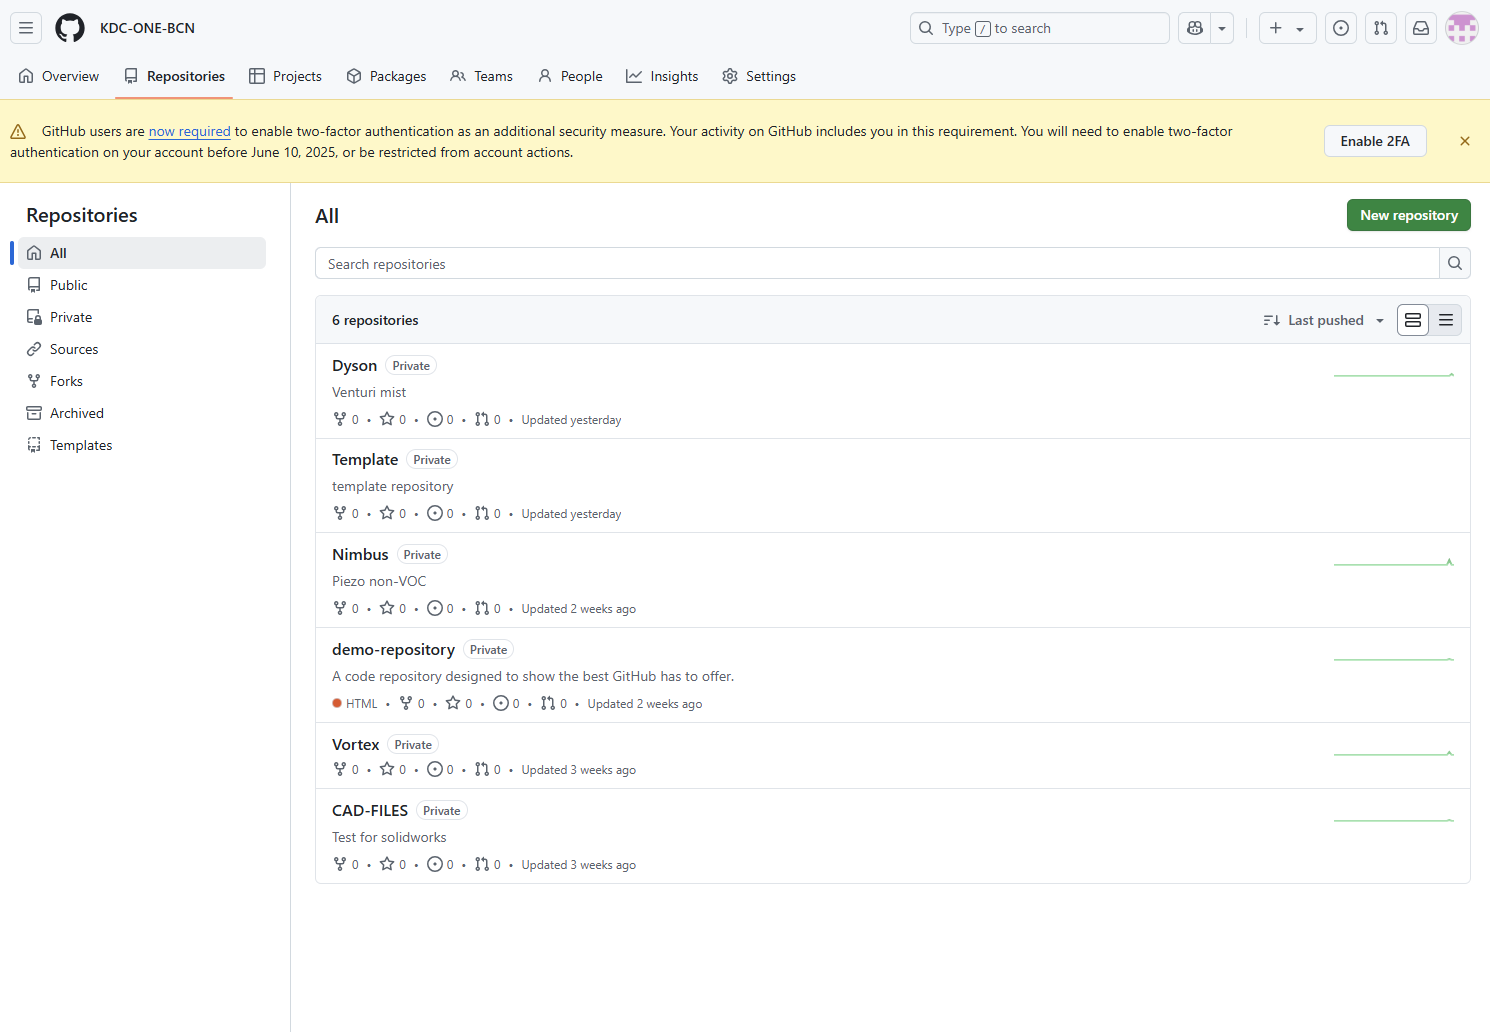 KDC-ONE-BCN
Type / to search
Overview
Repositories
Projects
Packages
Teams
People
Insights
Settings
GitHub users are now required to enable two-factor authentication as an additional security measure. Your activity on GitHub includes you in this requirement. You will need to enable two-factor
authentication on your account before June 10, 2025, or be restricted from account actions.
Enable 2FA
Repositories
All
Public
Private
Sources
Forks
Archived
Templates
All
New repository
Search repositories
6 repositories
Last pushed
Dyson Private
Venturi mist
0 • 0 • 0 • 0 • Updated yesterday
Template Private
template repository
0 • 0 • 0 • 0 • Updated yesterday
Nimbus Private
Piezo non-VOC
0 • 0 • 0 • 0 • Updated 2 weeks ago
demo-repository Private
A code repository designed to show the best GitHub has to offer.
HTML • 0 • 0 • 0 • 0 • Updated 2 weeks ago
Vortex Private
0 • 0 • 0 • 0 • Updated 3 weeks ago
CAD-FILES Private
Test for solidworks
0 • 0 • 0 • 0 • Updated 3 weeks ago